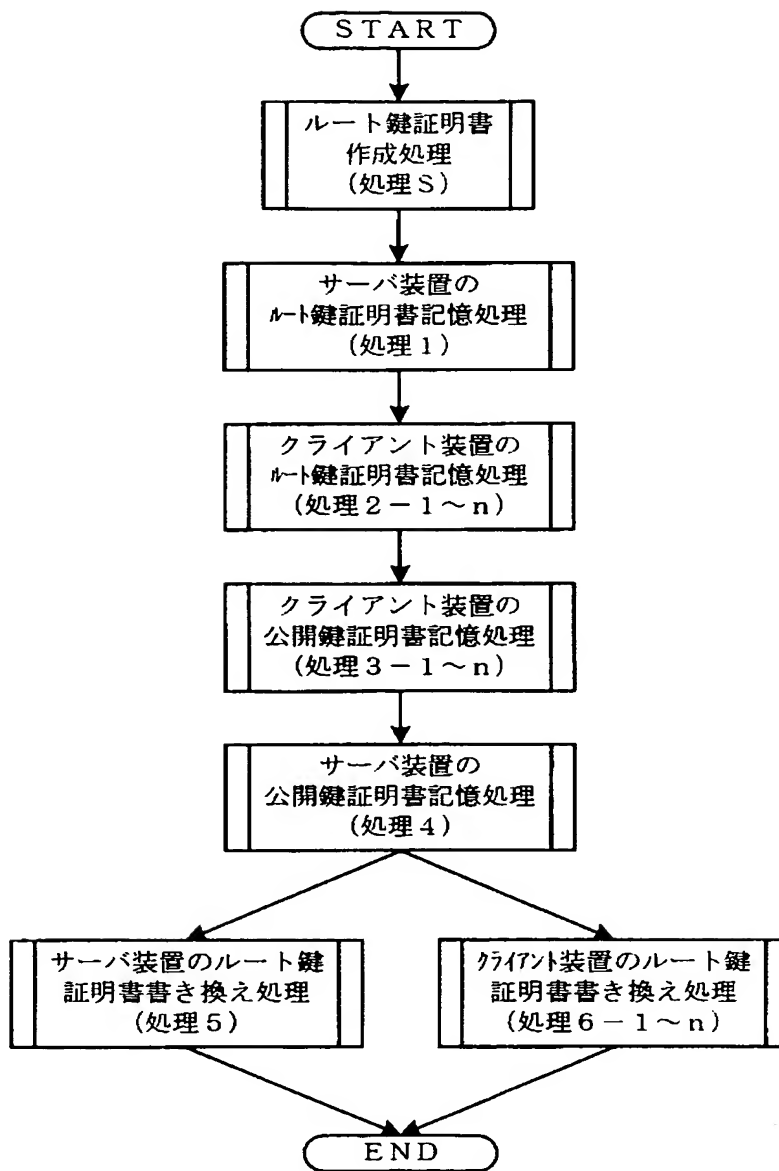 START
ルート鍵証明書
作成処理
(処理S)
サーバ装置の
ルート鍵証明書記憶処理
(処理1)
クライアント装置の
ルート鍵証明書記憶処理
(処理2-1~n)
クライアント装置の
公開鍵証明書記憶処理
(処理3-1~n)
サーバ装置の
公開鍵証明書記憶処理
(処理4)
サーバ装置のルート鍵
証明書書き換え処理
(処理5)
クライアント装置のルート鍵
証明書書き換え処理
(処理6-1~n)
END